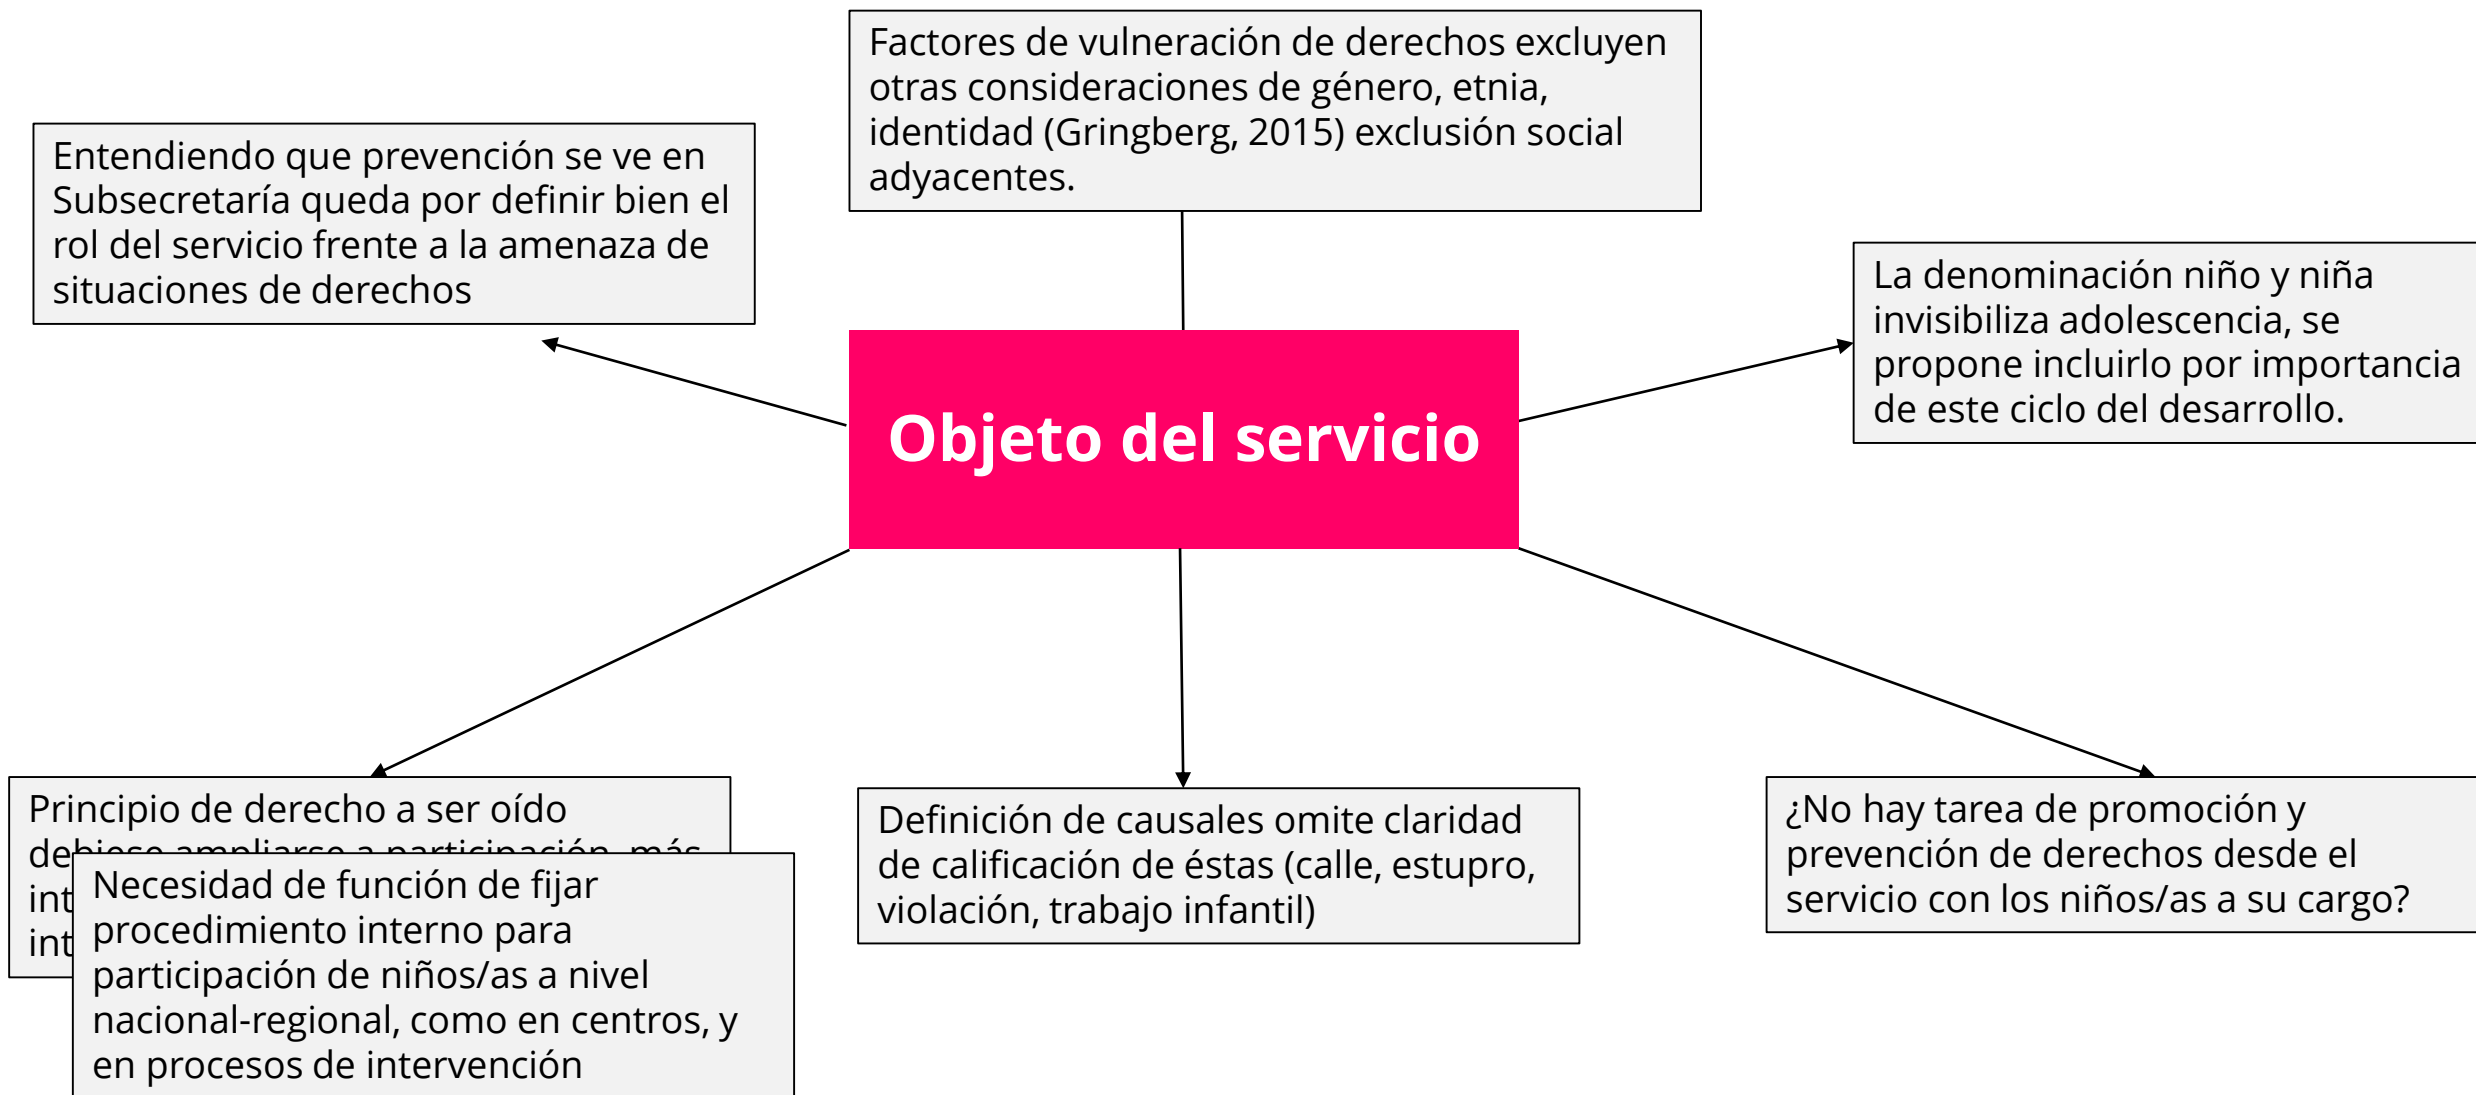 Factores de vulneración de derechos excluyen
otras consideraciones de género, etnia,
identidad (Gringberg, 2015) exclusión social
adyacentes.
Entendiendo que prevención se ve en
Subsecretaría queda por definir bien el
rol del servicio frente a la amenaza de
situaciones de derechos
La denominación niño y niña
invisibiliza adolescencia, se
propone incluirlo por importancia
de este ciclo del desarrollo.
Objeto del servicio
Principio de derecho a ser oído
debiese ampliarse a participación, más
Necesidad de función de fijar
procedimiento interno para
participación de niños/as a nivel
nacional-regional, como en centros, y
en procesos de intervención
Definición de causales omite claridad
de calificación de éstas (calle, estupro,
violación, trabajo infantil)
¿No hay tarea de promoción y
prevención de derechos desde el
servicio con los niños/as a su cargo?